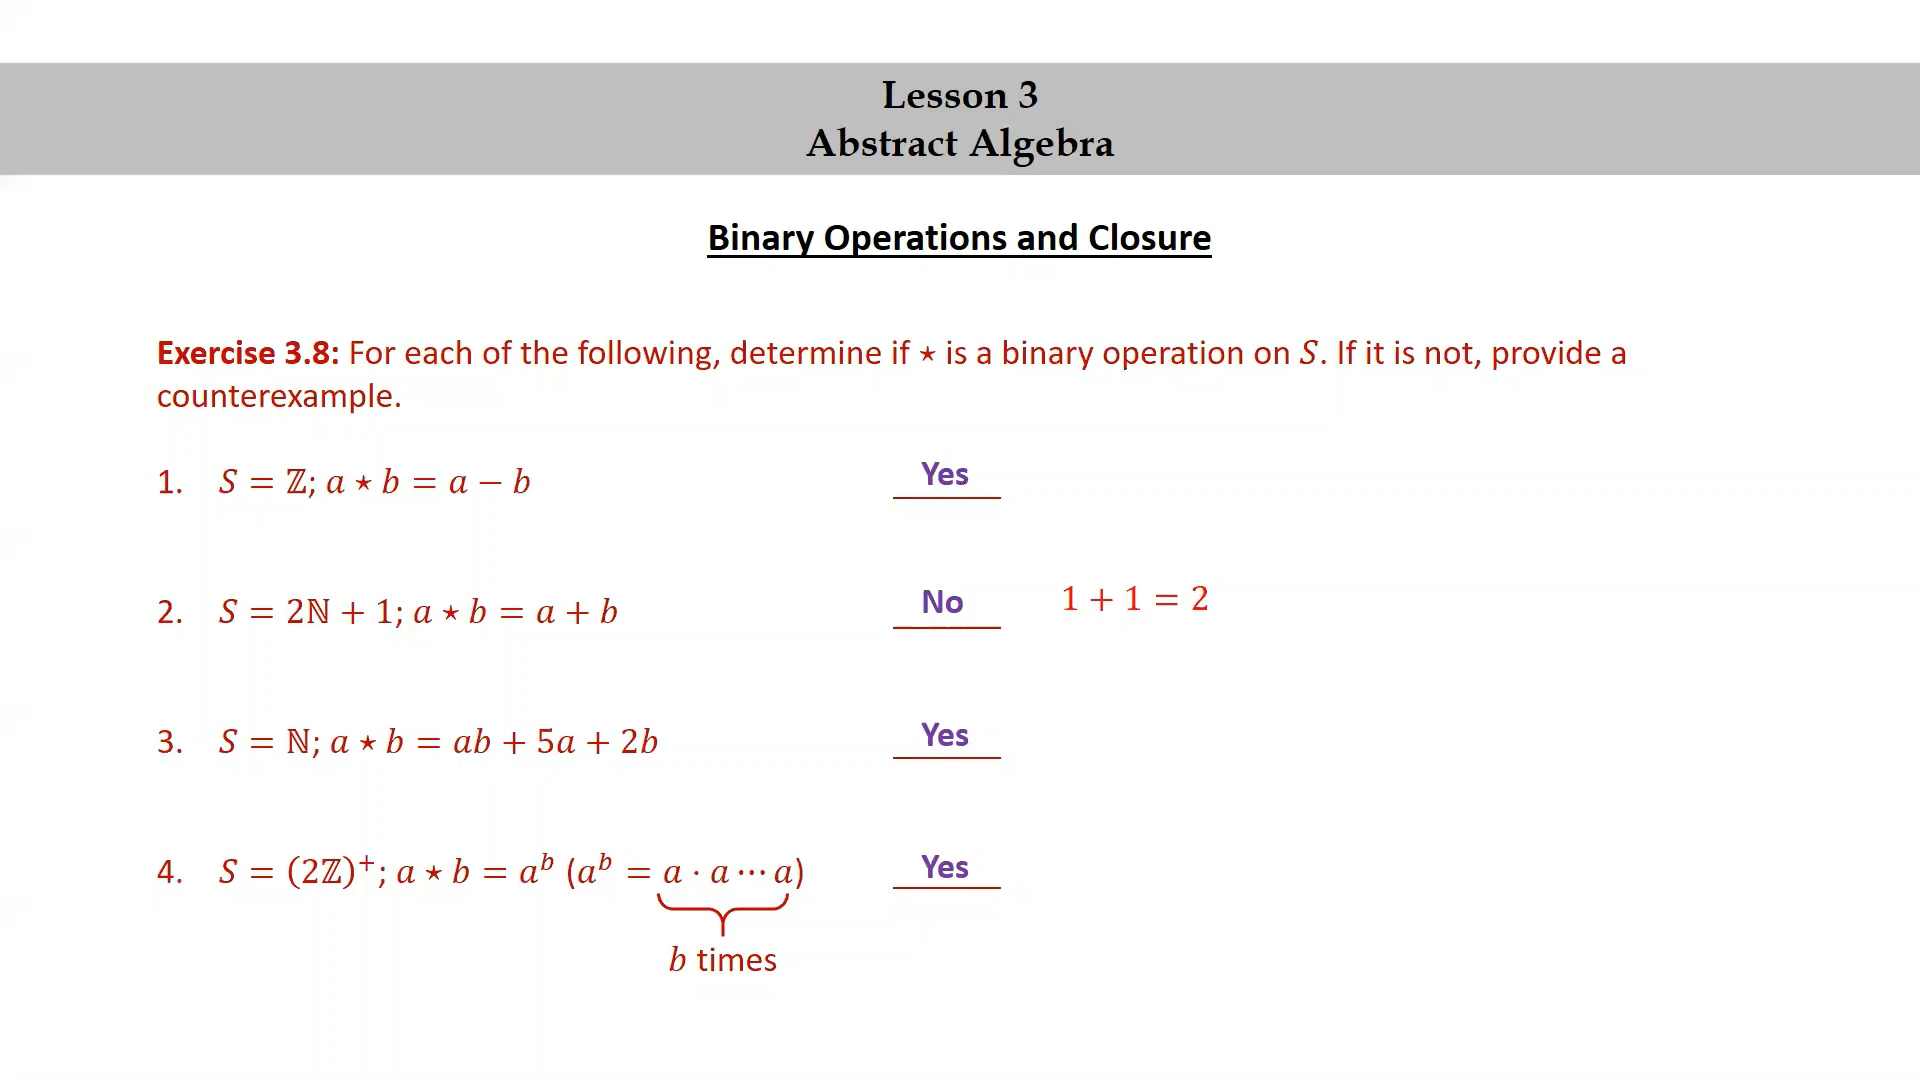 Lesson 3
Abstract Algebra
Binary Operations and Closure
Exercise 3.8: For each of the following, determine if ⋆ is a binary operation on S. If it is not, provide a
counterexample.
1. S = ℤ; a ⋆ b = a − b Yes
2. S = 2ℕ + 1; a ⋆ b = a + b No 1 + 1 = 2
3. S = ℕ; a ⋆ b = ab + 5a + 2b Yes
4. S = (2ℤ)⁺; a ⋆ b = aᵇ (aᵇ = a · a ⋯ a) Yes
b times